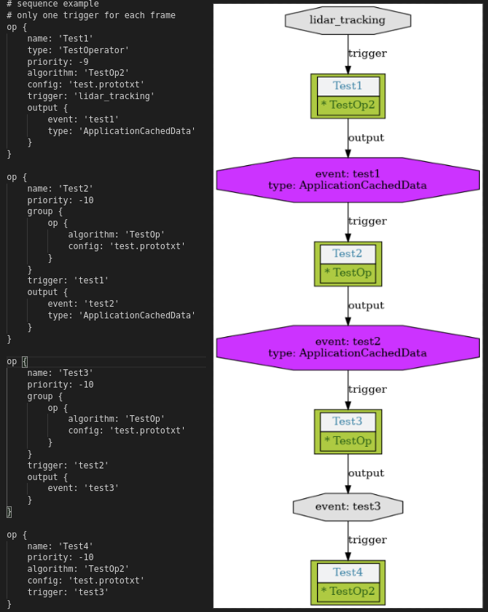 # sequence example
# only one trigger for each frame
op {
name: 'Test1'
type: 'TestOperator'
priority: -9
algorithm: 'TestOp2'
config: 'test.prototxt'
trigger: 'lidar_tracking'
output {
event: 'test1'
type: 'ApplicationCachedData'
}
}
op {
name: 'Test2'
priority: -10
group {
op {
algorithm: 'TestOp'
config: 'test.prototxt'
}
}
trigger: 'test1'
output {
event: 'test2'
type: 'ApplicationCachedData'
}
}
op {
name: 'Test3'
priority: -10
group {
op {
algorithm: 'TestOp'
config: 'test.prototxt'
}
}
trigger: 'test2'
output {
event: 'test3'
}
}
op {
name: 'Test4'
priority: -10
algorithm: 'TestOp2'
config: 'test.prototxt'
trigger: 'test3'
}
lidar_tracking
trigger
Test1
* TestOp2
output
event: test1
type: ApplicationCachedData
trigger
Test2
* TestOp
output
event: test2
type: ApplicationCachedData
trigger
Test3
* TestOp
output
event: test3
trigger
Test4
* TestOp2